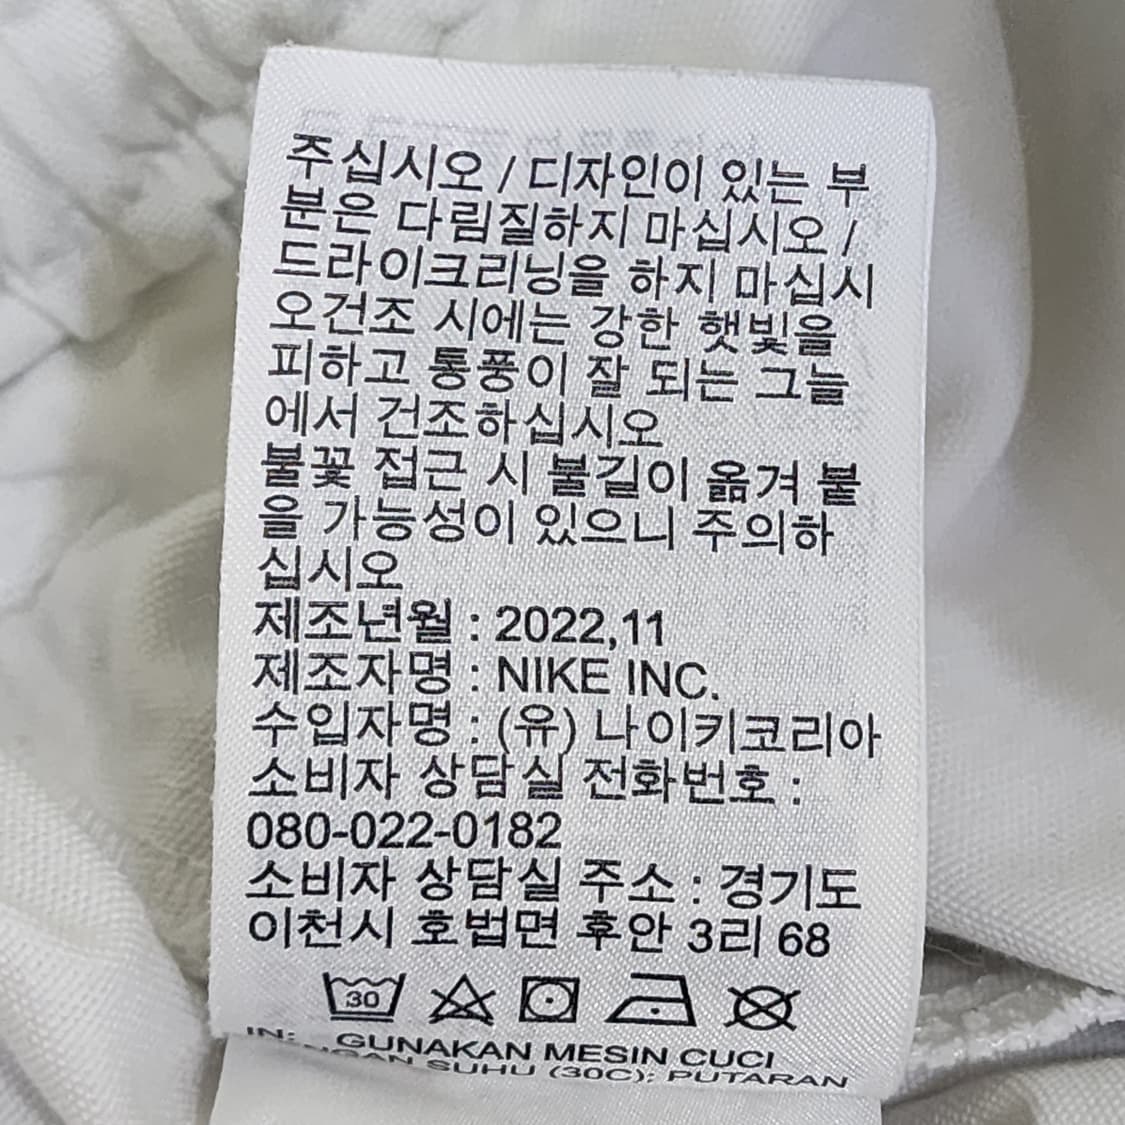 주십시오 / 디자인이 있는 부
분은 다림질하지 마십시오 /
드라이크리닝을 하지 마십시
오건조 시에는 강한 햇빛을
피하고 통풍이 잘 되는 그늘
에서 건조하십시오
불꽃 접근 시 불길이 옮겨 붙
을 가능성이 있으니 주의하
십시오
제조년월 : 2022,11
제조자명 : NIKE INC.
수입자명 : (유) 나이키코리아
소비자 상담실 전화번호 :
080-022-0182
소비자 상담실 주소 : 경기도
이천시 호법면 후안 3리 68
30
IN: GUNAKAN MESIN CUCI
SUHU (30C); PUTARAN